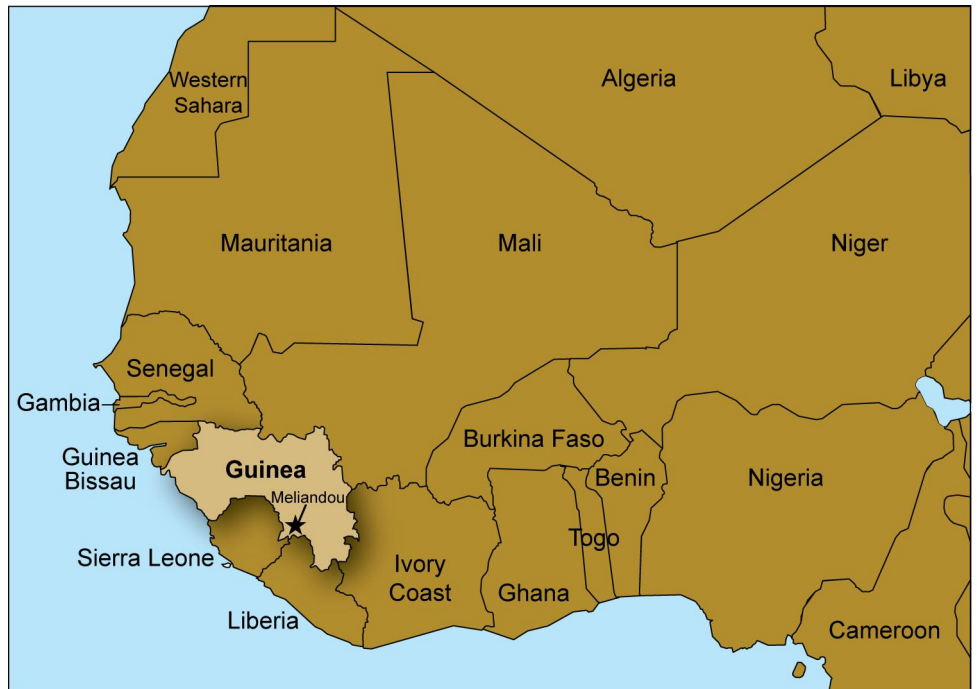 Western
Sahara
Algeria
Libya
Mauritania
Mali
Niger
Senegal
Gambia
Guinea
Bissau
Guinea
Meliandou
Burkina Faso
Benin
Nigeria
Togo
Sierra Leone
Ivory
Coast
Ghana
Liberia
Cameroon